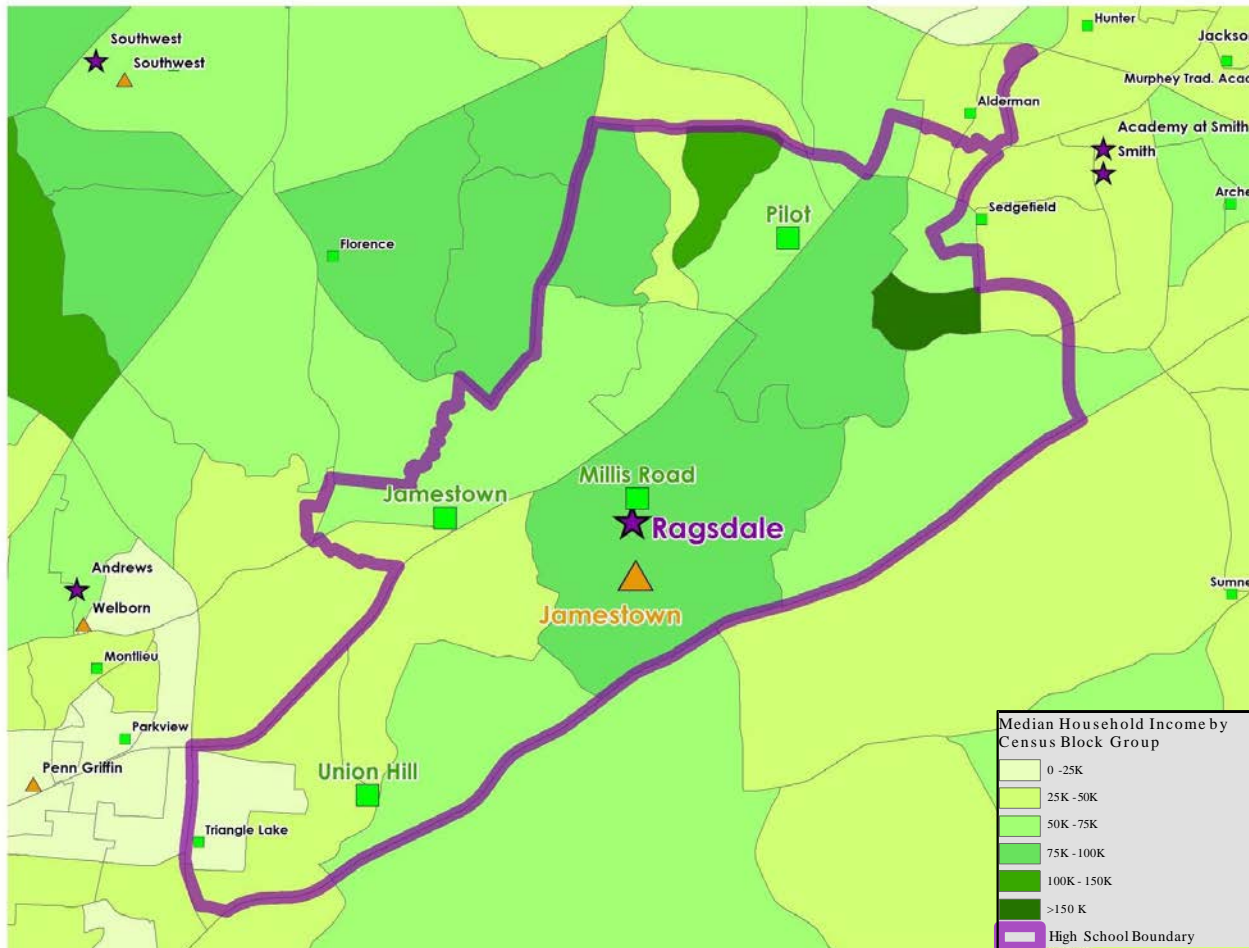 Hunter
Southwest
Jackson
Southwest
Murphey Trad. Acad
Alderman
Academy at Smith
Smith
Arche
Pilot
Sedgefield
Florence
Millis Road
Jamestown
Ragsdale
Andrews
Welborn
Jamestown
Sumne
Montlieu
Parkview
Penn Griffin
Union Hill
Triangle Lake
Median Household Income by
Census Block Group
0 -25K
25K -50K
50K -75K
75K -100K
100K - 150K
>150 K
High School Boundary